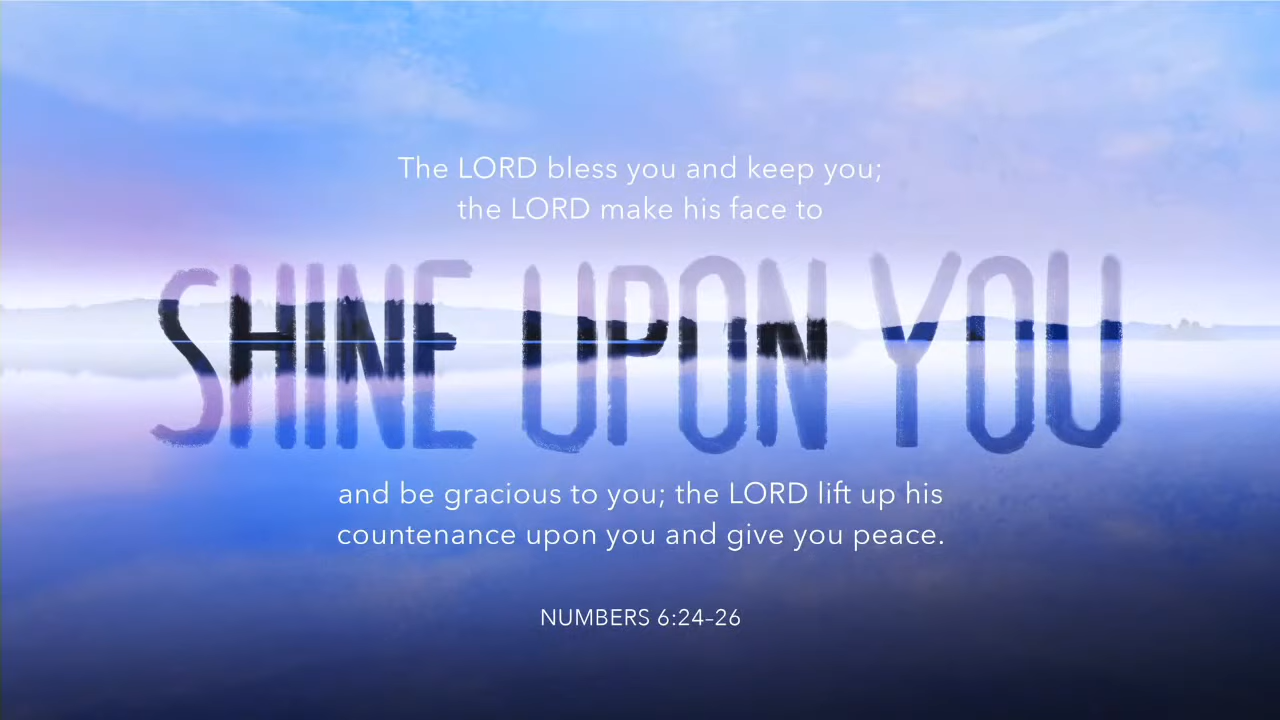 The LORD bless you and keep you;
the LORD make his face to
SHINE UPON YOU
and be gracious to you; the LORD lift up his
countenance upon you and give you peace.
NUMBERS 6:24–26